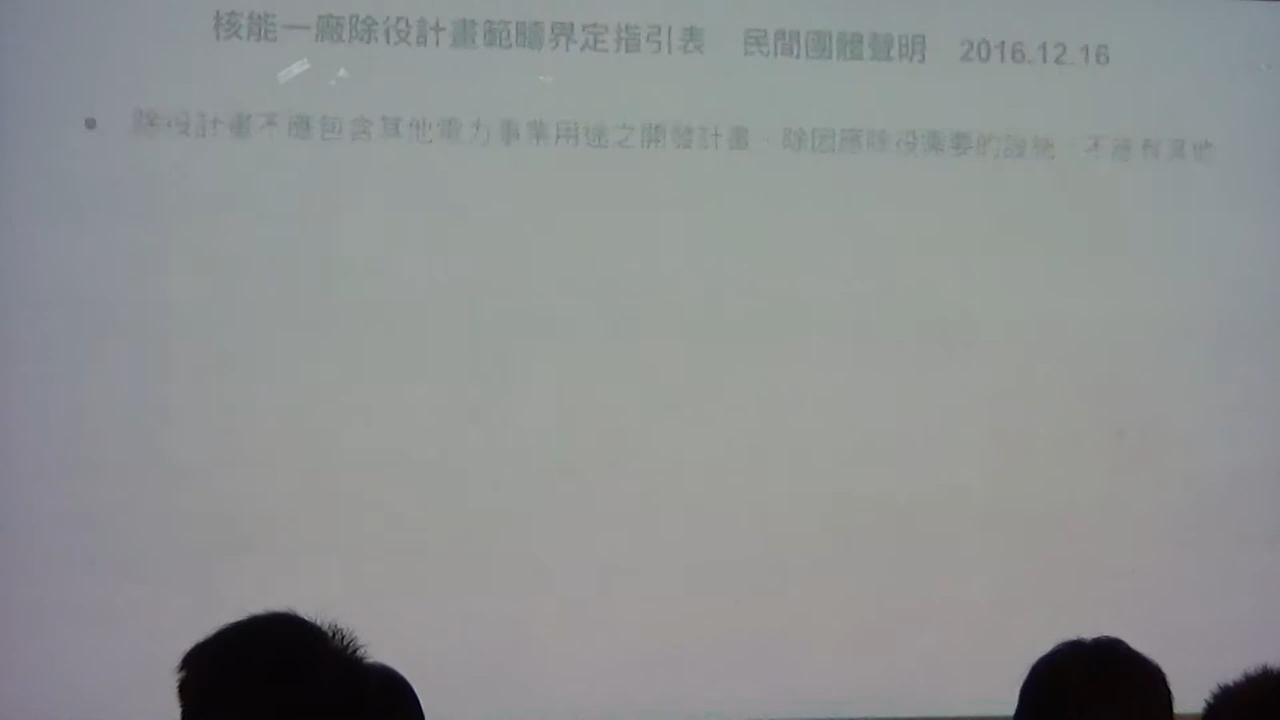 核能一廠除役計畫範疇界定指引表 民間團體聲明 2016.12.16
• 除役計畫不應包含其他電力事業用途之開發計畫，除因應除役需要的設施，不應有其他